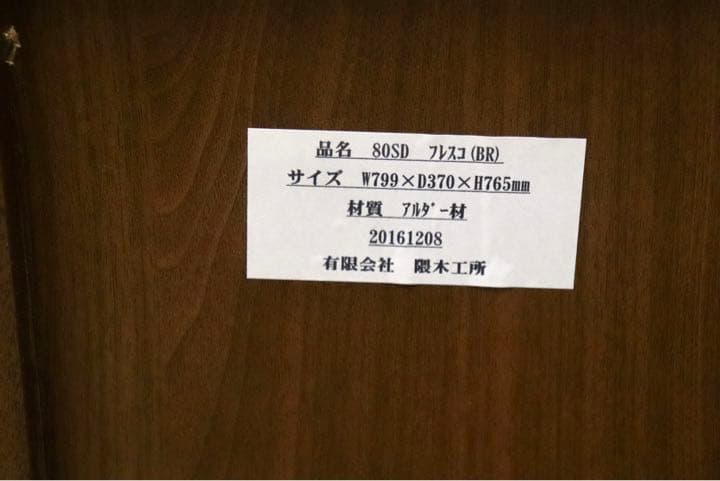 品名　80SD　ﾌﾚｽｺ(BR)
サイズ　W799×D370×H765mm
材質　ｱﾙﾀﾞｰ材
20161208
有限会社　隈木工所